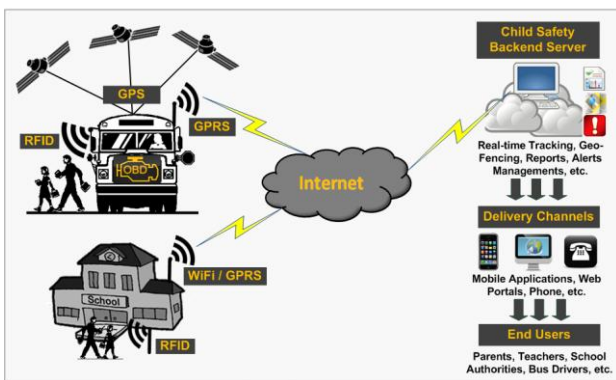 GPS
GPRS
RFID
OBD
Internet
School
WiFi / GPRS
RFID
Child Safety
Backend Server
Real-time Tracking, Geo-
Fencing, Reports, Alerts
Managements, etc.
Delivery Channels
Mobile Applications, Web
Portals, Phone, etc.
End Users
Parents, Teachers, School
Authorities, Bus Drivers, etc.